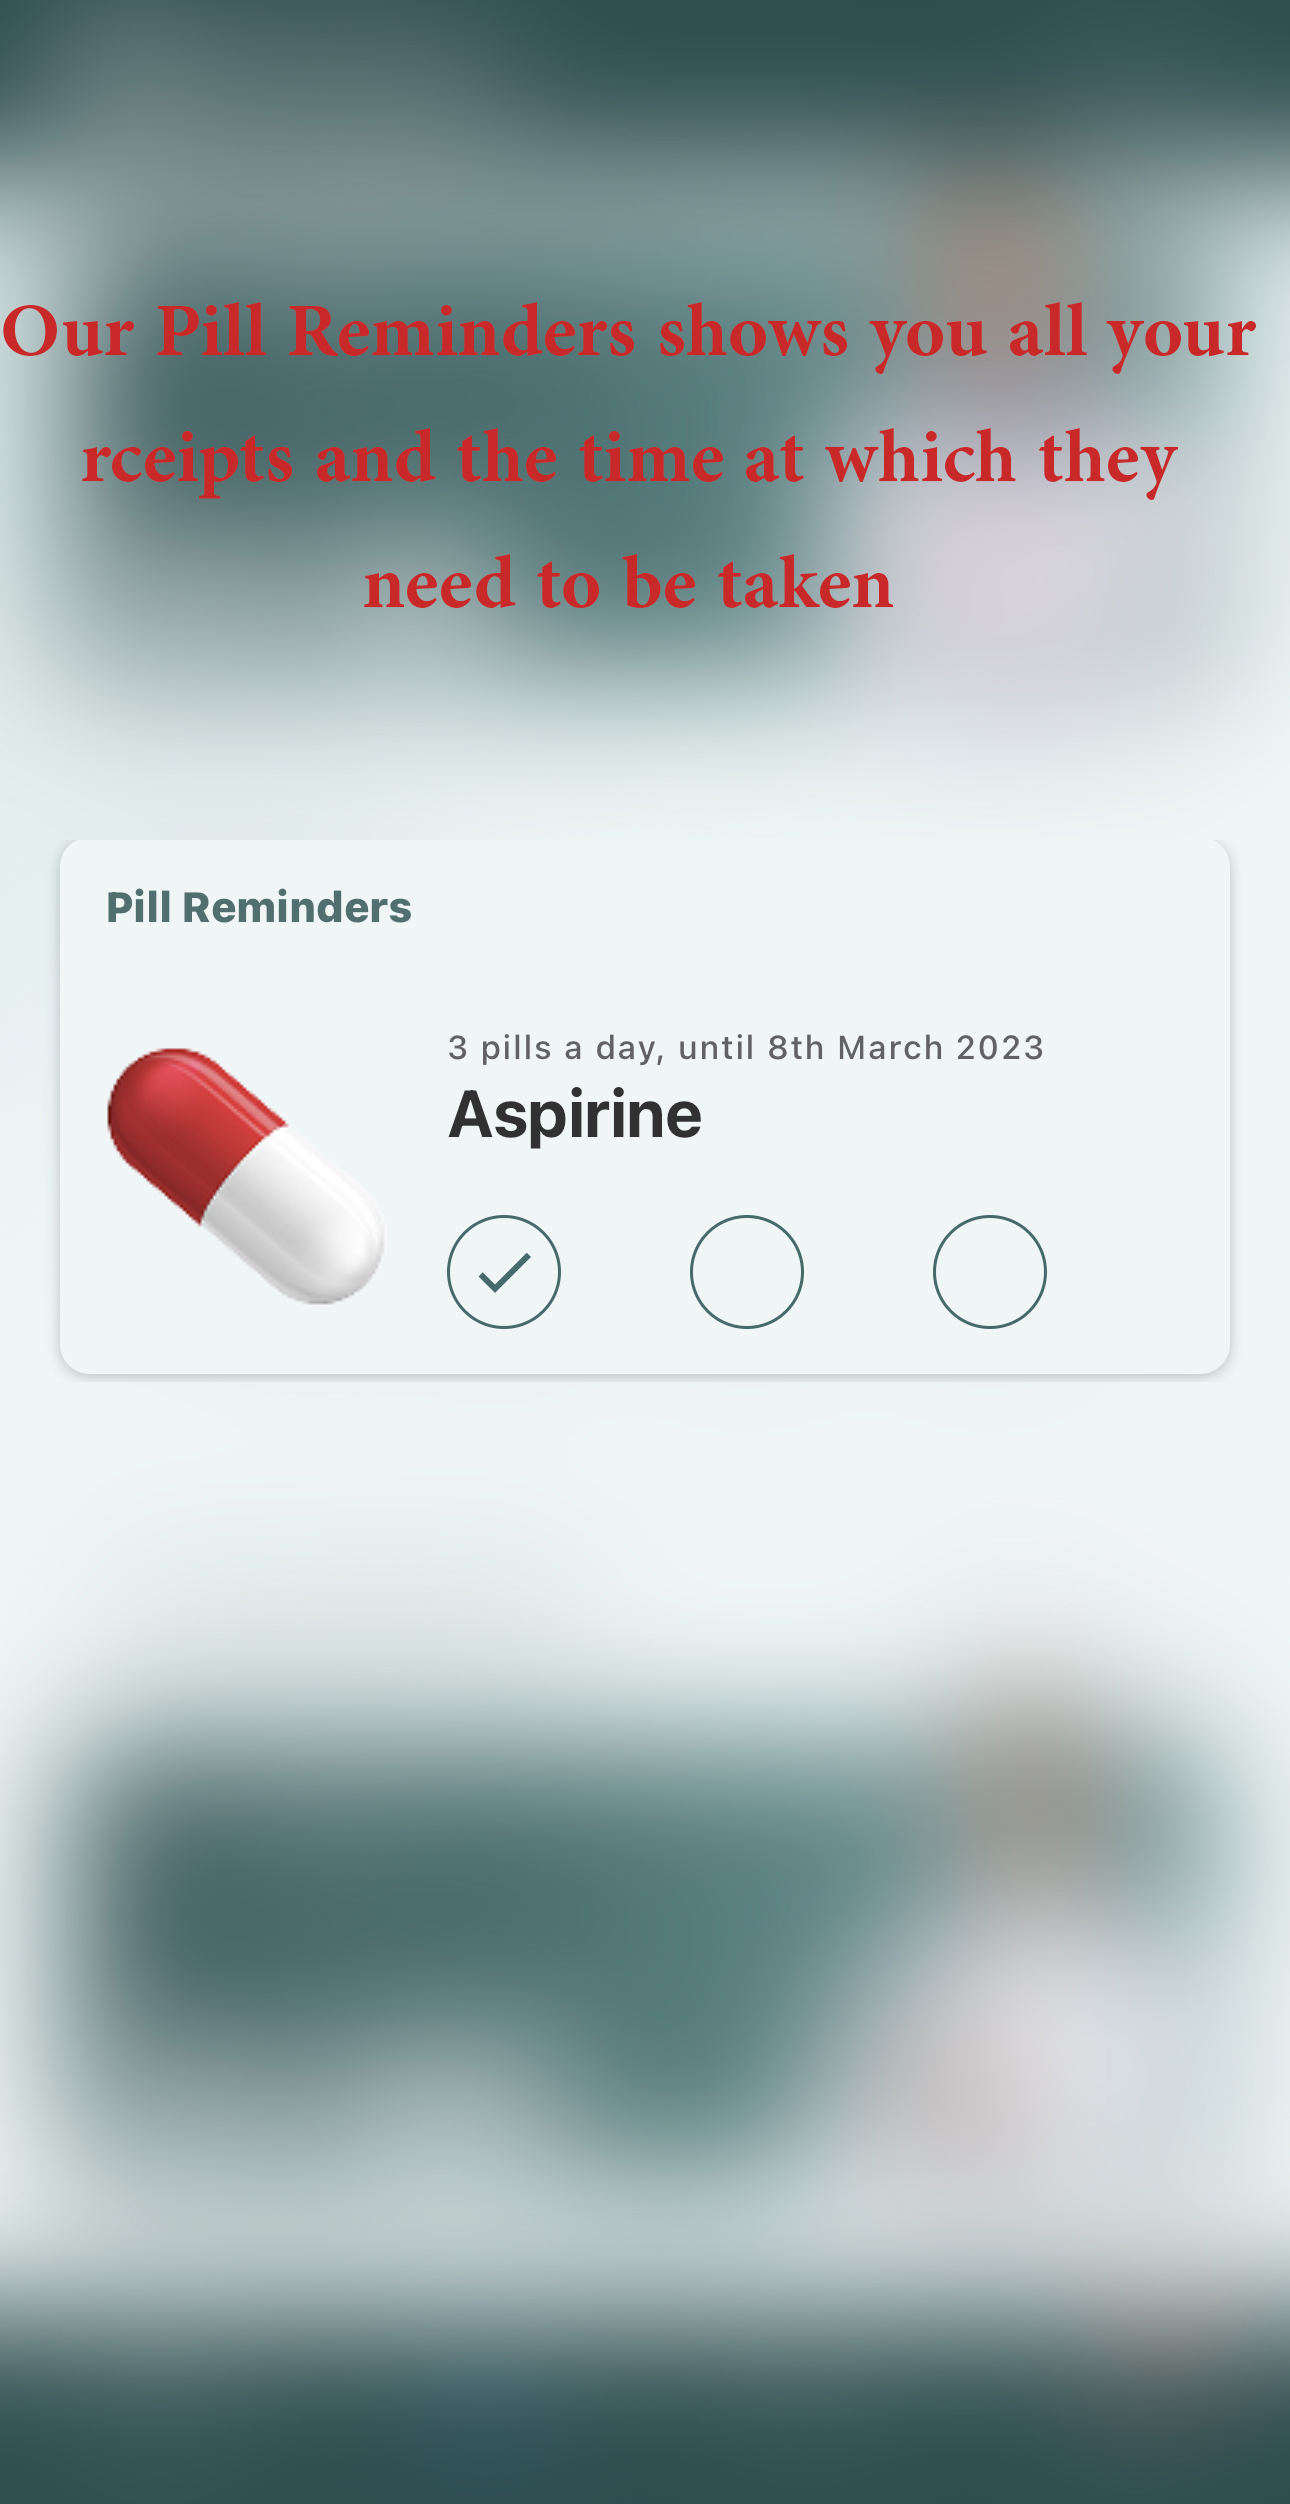 Our Pill Reminders shows you all your
rceipts and the time at which they
need to be taken
Pill Reminders
3 pills a day, until 8th March 2023
Aspirine